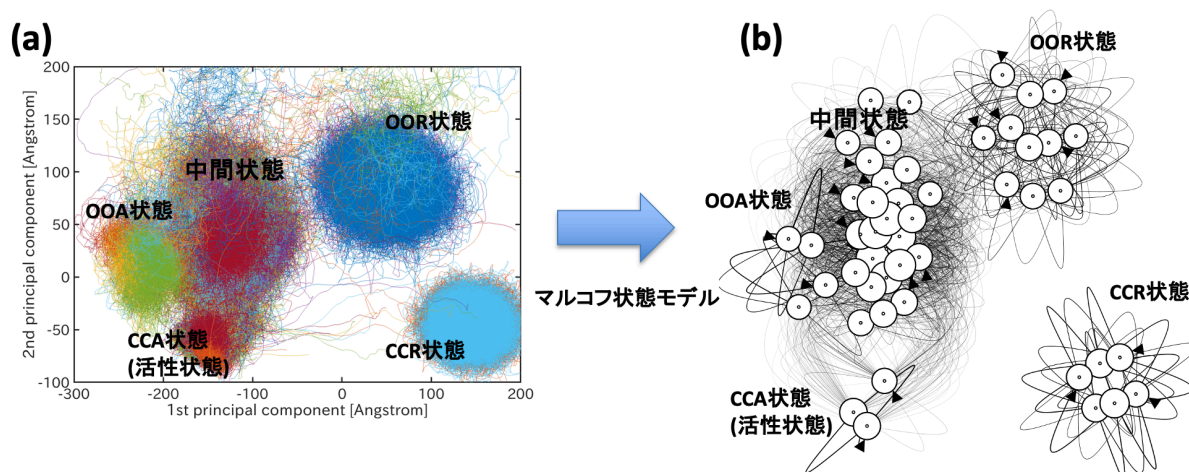 (a)
200
150
100
50
0
-50
-100
-300
-200
-100
0
100
200
2nd principal component [Angstrom]
1st principal component [Angstrom]
OOR状態
中間状態
OOA状態
CCA状態
(活性状態)
CCR状態
マルコフ状態モデル
(b)
OOR状態
中間状態
OOA状態
CCR状態
CCA状態
(活性状態)